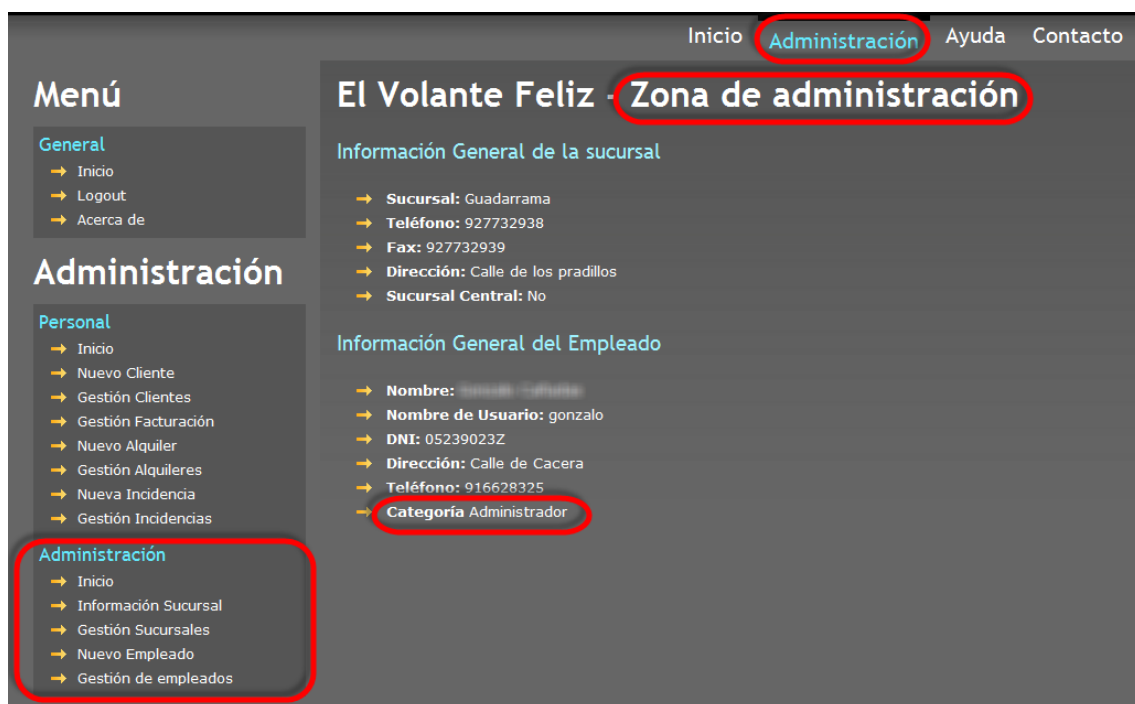 Inicio Administración Ayuda Contacto
Menú
General
Inicio
Logout
Acerca de
Administración
Personal
Inicio
Nuevo Cliente
Gestión Clientes
Gestión Facturación
Nuevo Alquiler
Gestión Alquileres
Nueva Incidencia
Gestión Incidencias
Administración
Inicio
Información Sucursal
Gestión Sucursales
Nuevo Empleado
Gestión de empleados
El Volante Feliz - Zona de administración
Información General de la sucursal
Sucursal: Guadarrama
Teléfono: 927732938
Fax: 927732939
Dirección: Calle de los pradillos
Sucursal Central: No
Información General del Empleado
Nombre:
Nombre de Usuario: gonzalo
DNI: 05239023Z
Dirección: Calle de Cacera
Teléfono: 916628325
Categoría Administrador